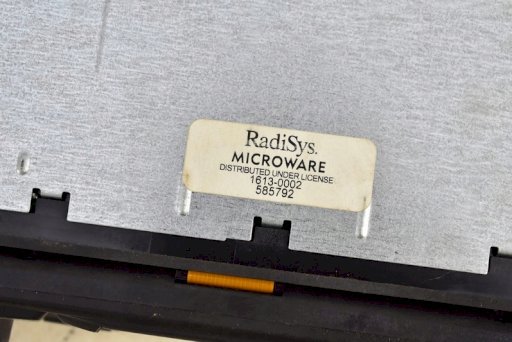 RadiSys.
MICROWARE
DISTRIBUTED UNDER LICENSE
1613-0002
585792